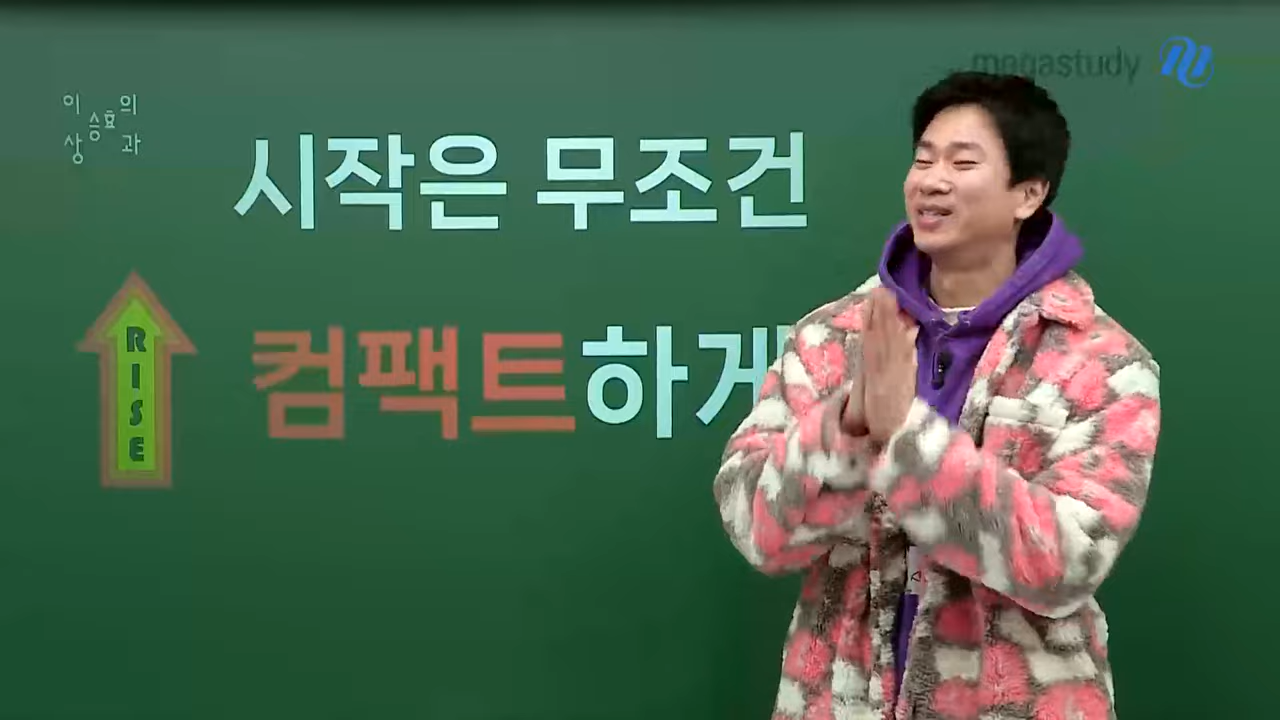 megastudy
이승효의
상과
시작은 무조건
컴팩트하게
RISE